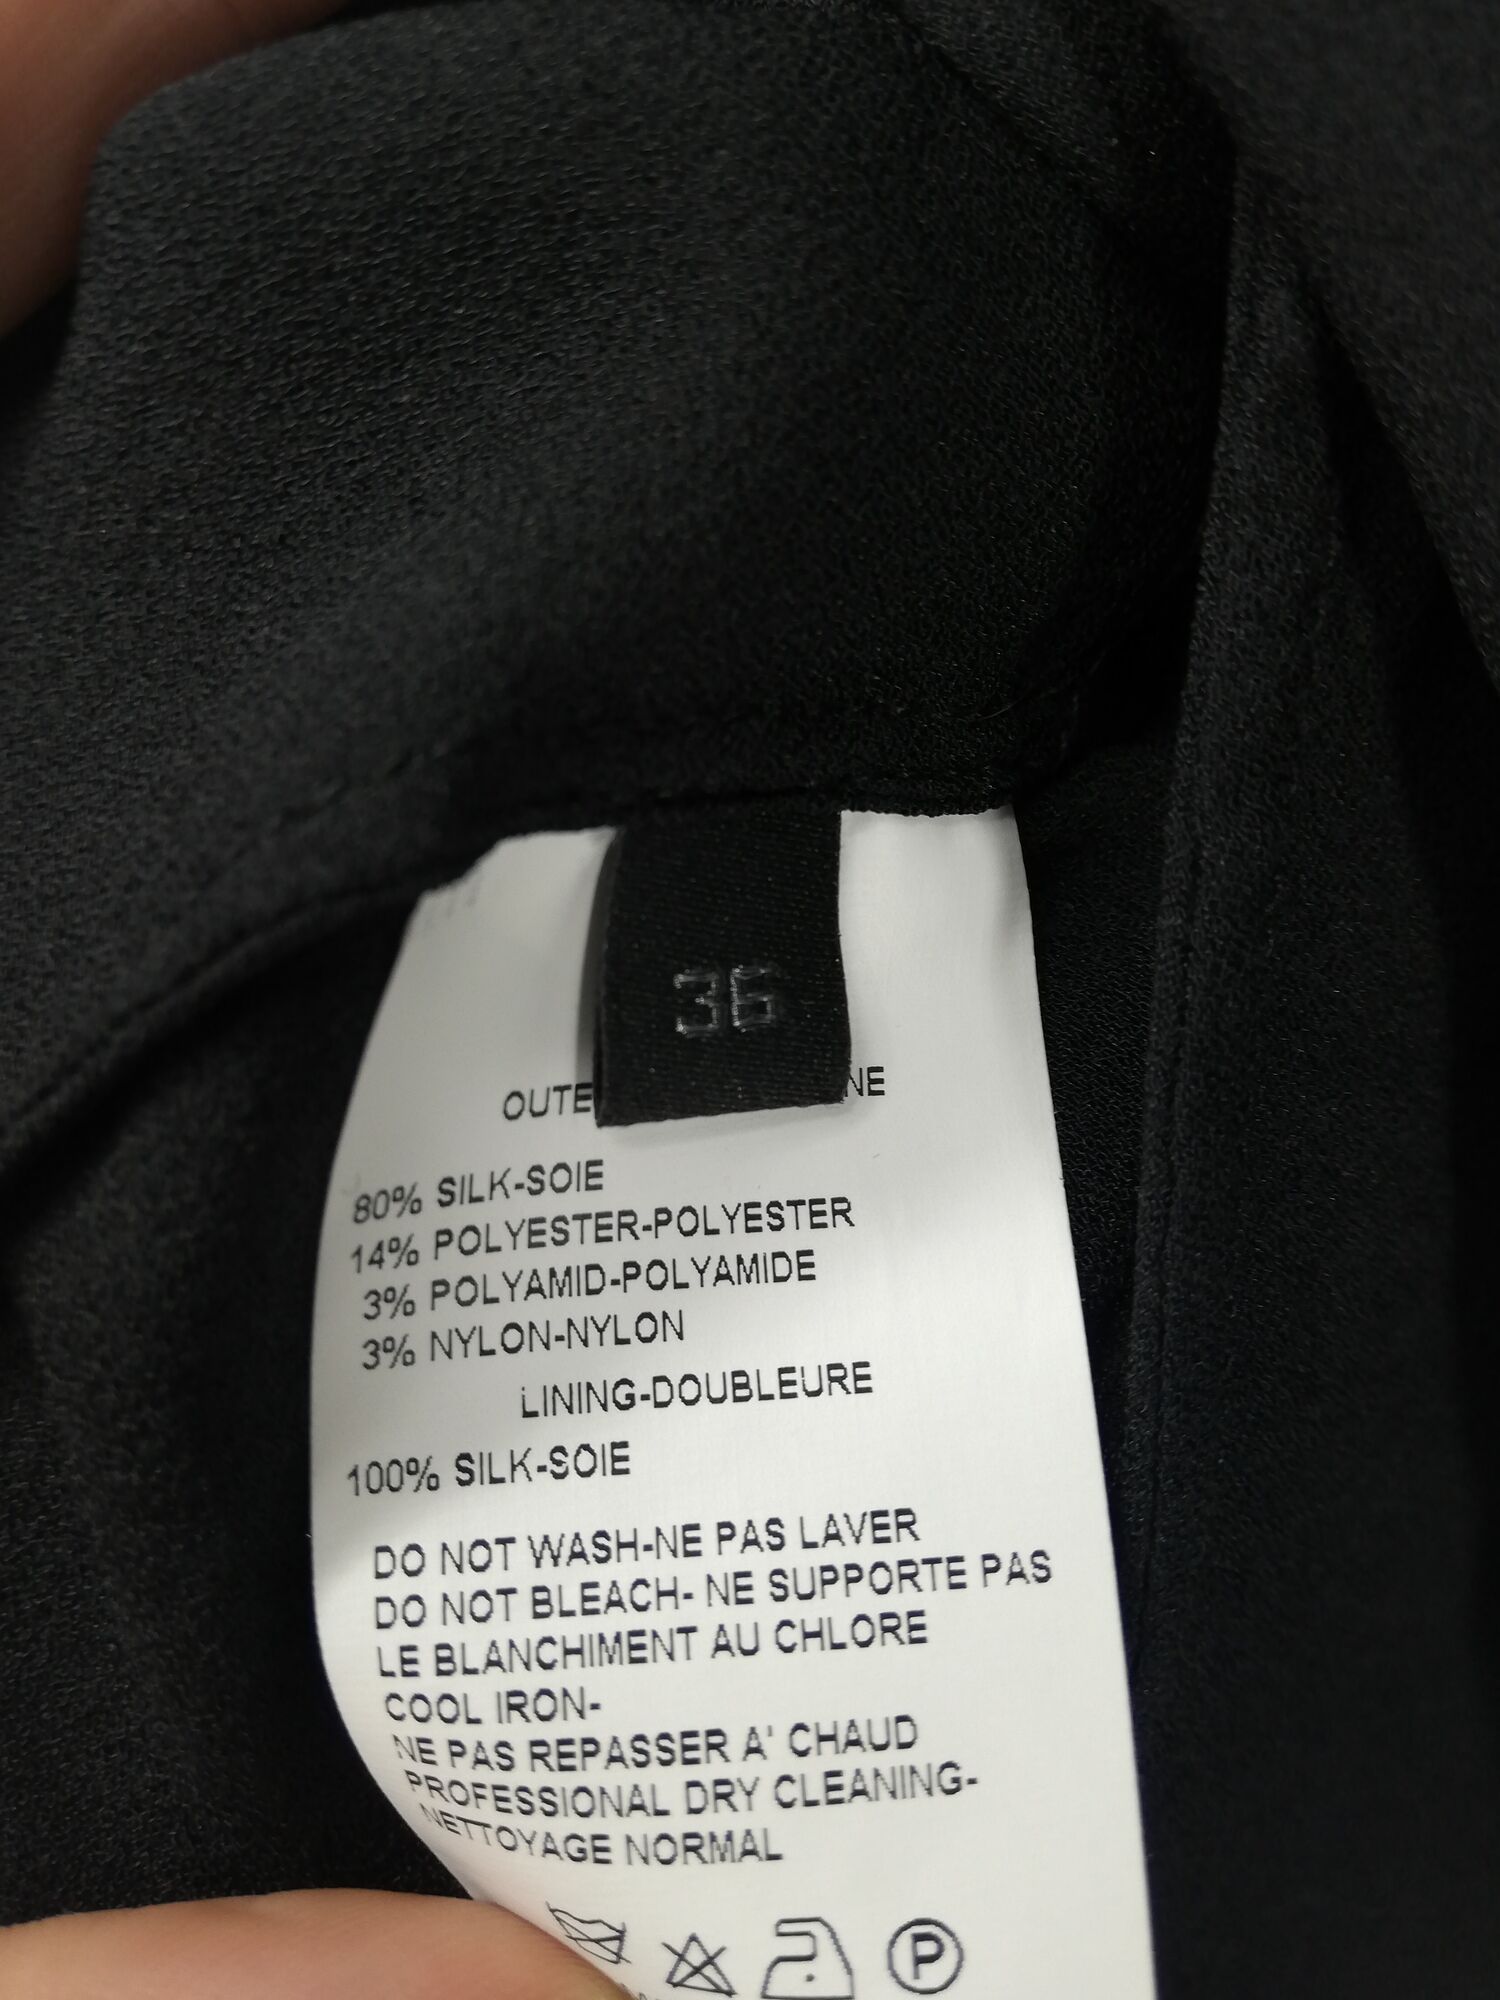 36
OUTE
NE
80% SILK-SOIE
14% POLYESTER-POLYESTER
3% POLYAMID-POLYAMIDE
3% NYLON-NYLON
LINING-DOUBLEURE
100% SILK-SOIE
DO NOT WASH-NE PAS LAVER
DO NOT BLEACH- NE SUPPORTE PAS
LE BLANCHIMENT AU CHLORE
COOL IRON-
NE PAS REPASSER A' CHAUD
PROFESSIONAL DRY CLEANING-
NETTOYAGE NORMAL
P